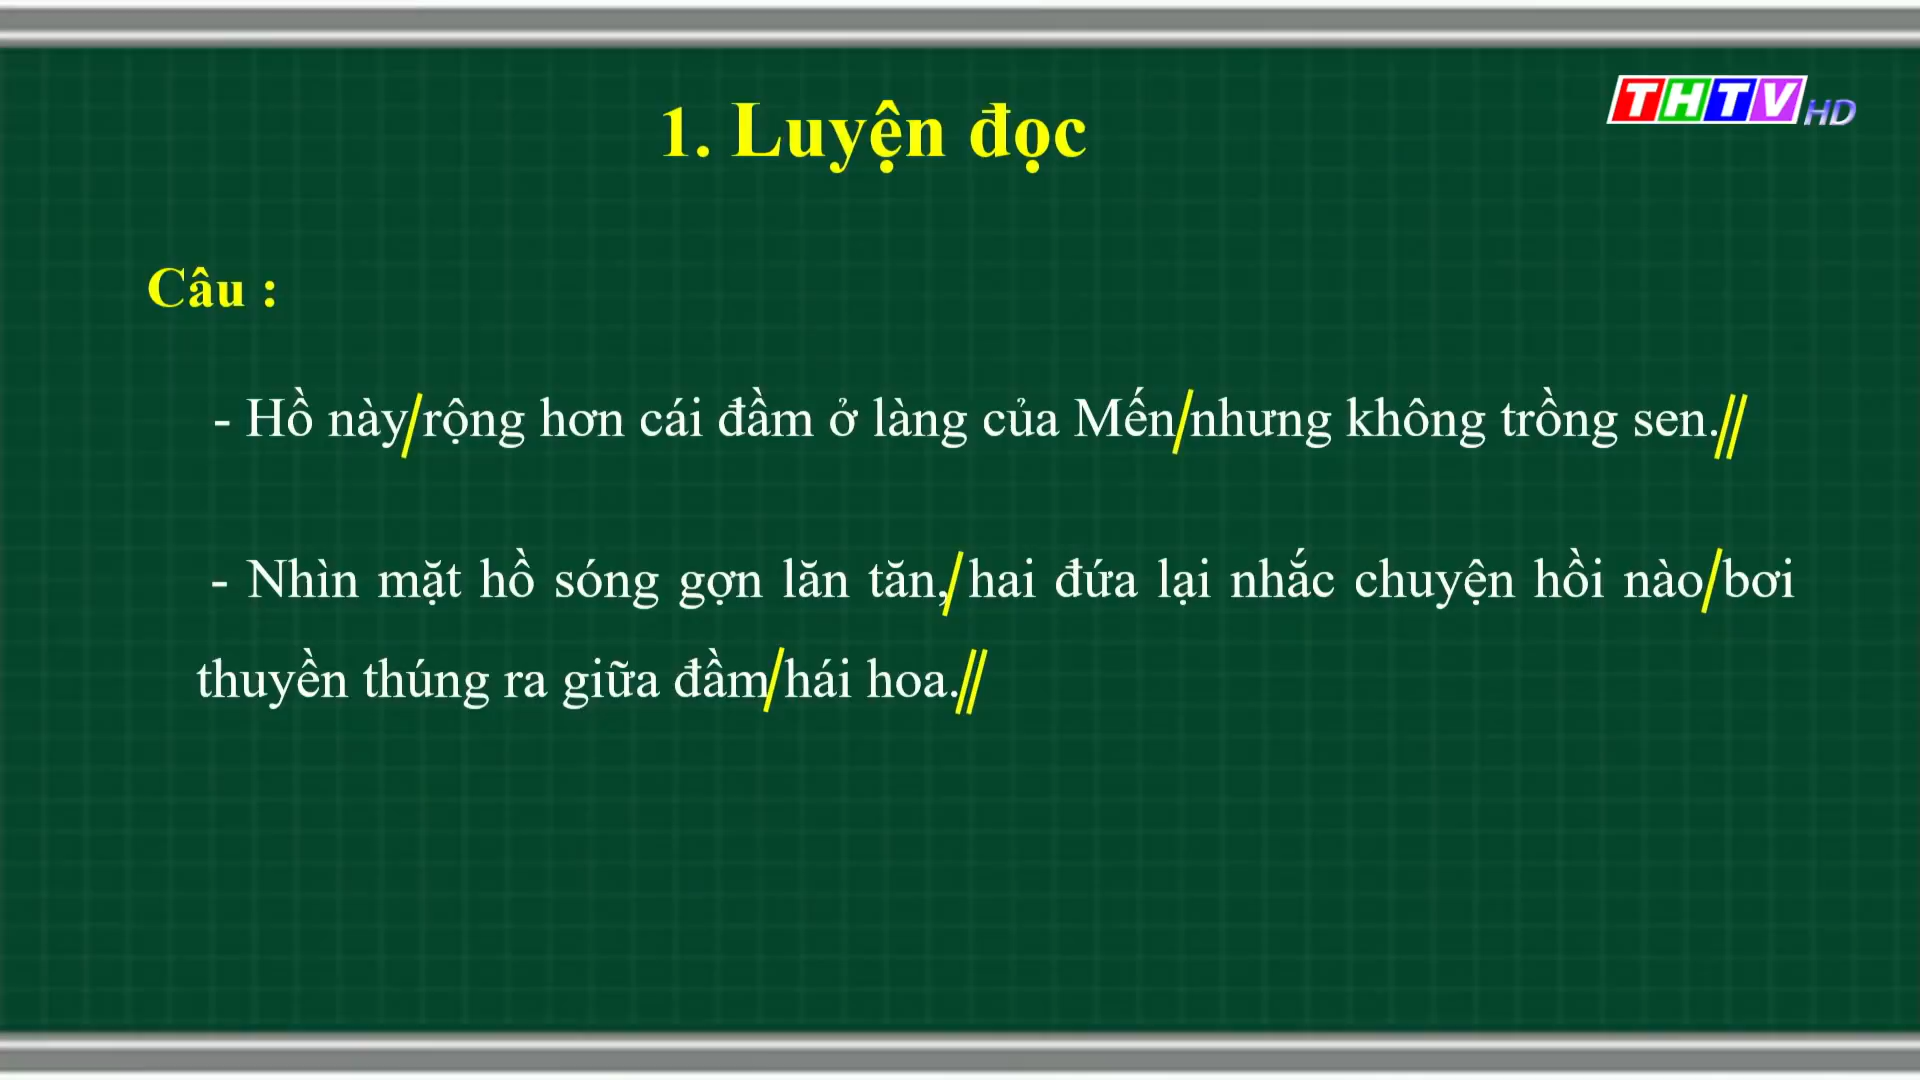 THTV HD
1. Luyện đọc
Câu :
- Hồ này/rộng hơn cái đầm ở làng của Mến/nhưng không trồng sen.//
- Nhìn mặt hồ sóng gợn lăn tăn,/hai đứa lại nhắc chuyện hồi nào/bơi
thuyền thúng ra giữa đầm/hái hoa.//